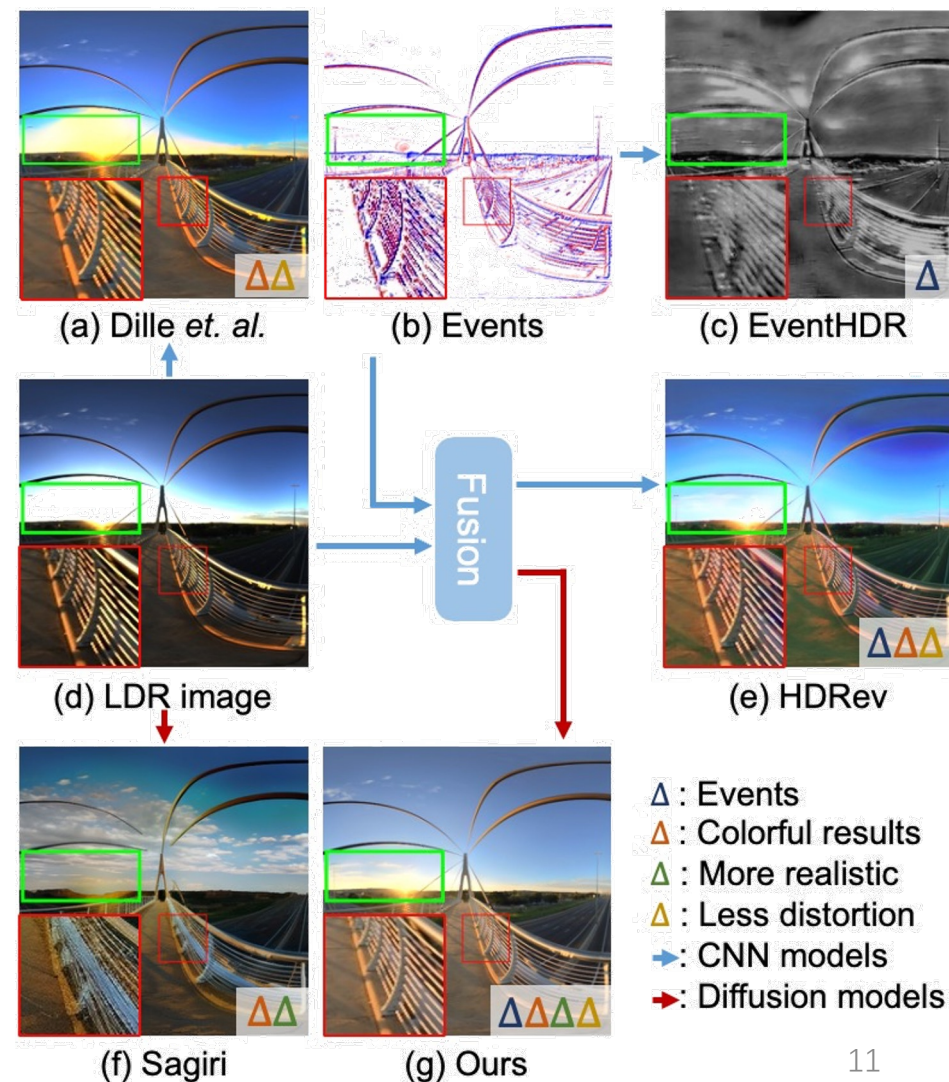 (a) Dille et. al.
(b) Events
(c) EventHDR
Fusion
(d) LDR image
(e) HDRev
(f) Sagiri
(g) Ours
Δ : Events
Δ : Colorful results
Δ : More realistic
Δ : Less distortion
→: CNN models
→: Diffusion models
11